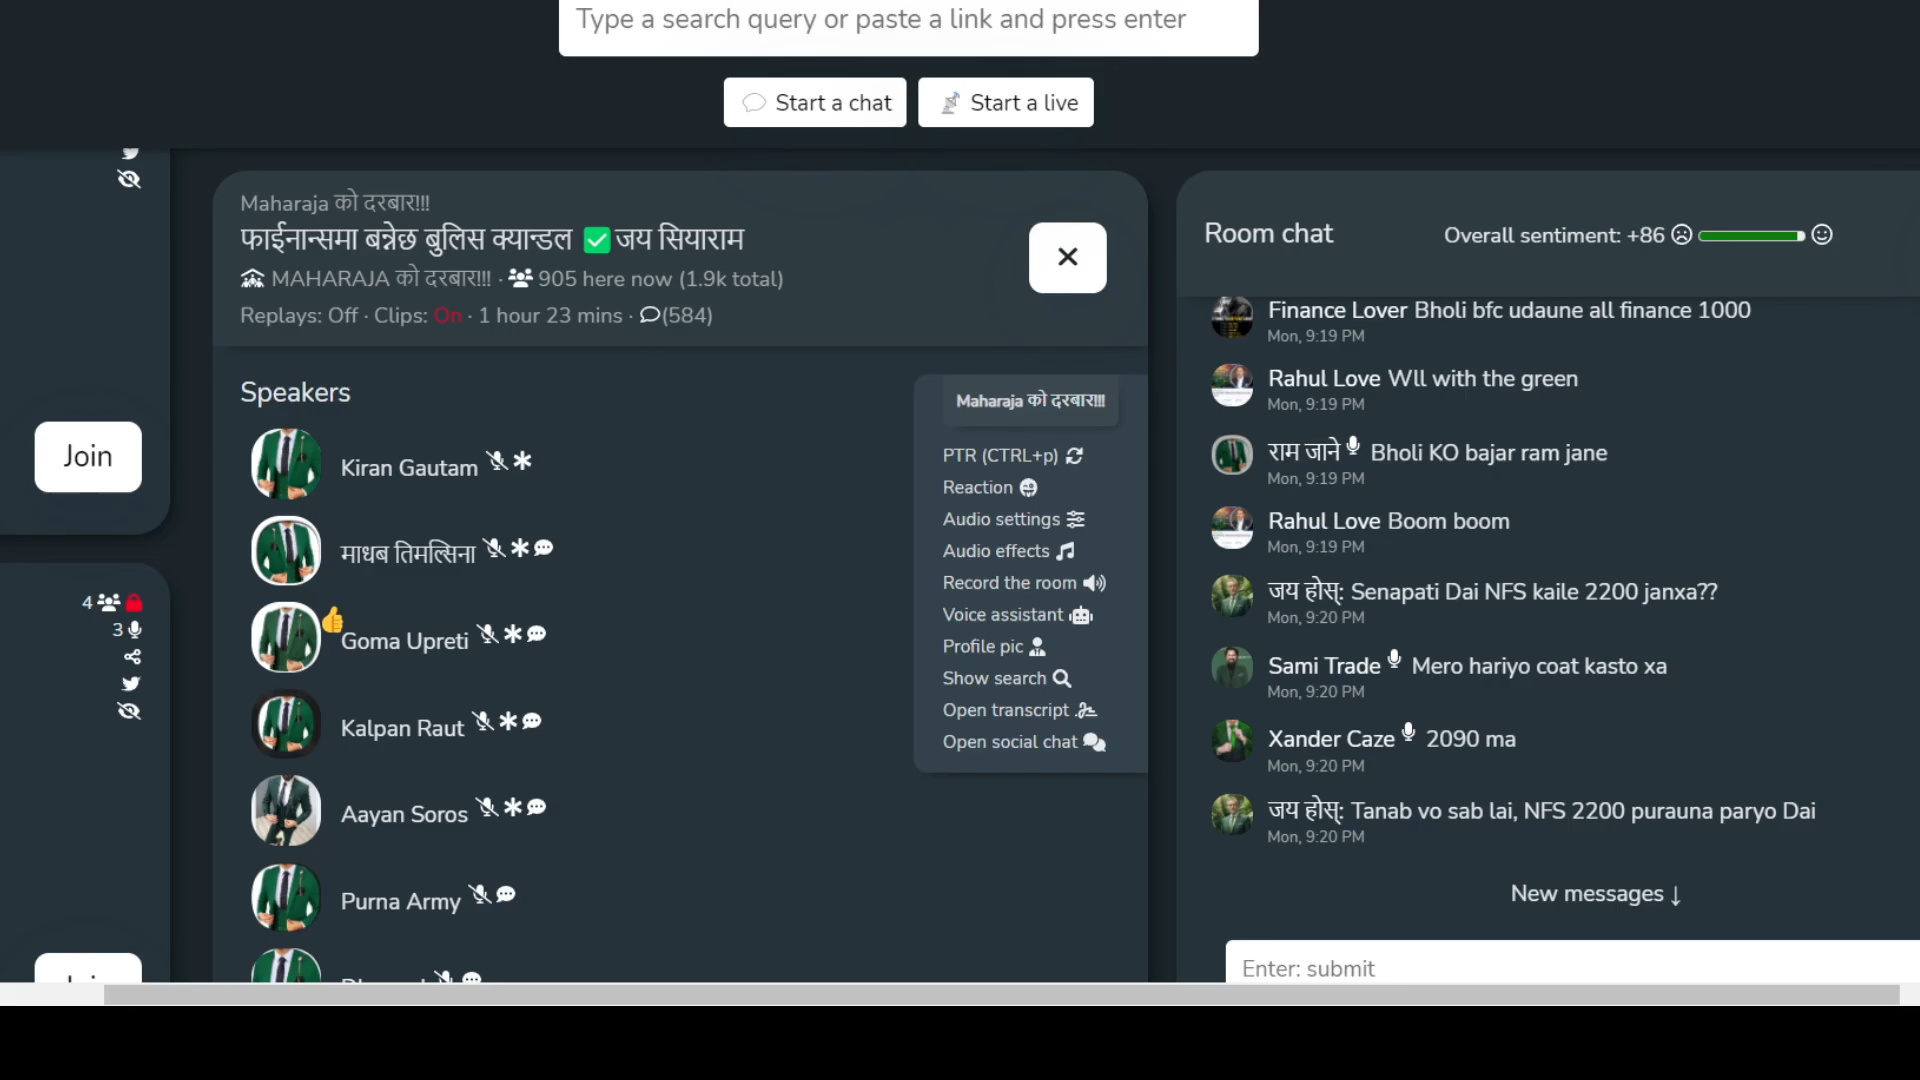 Type a search query or paste a link and press enter
Start a chat
Start a live
Maharaja को दरबार!!!
फाईनान्समा बन्नेछ बुलिस क्यान्डल ✅जय सियाराम
MAHARAJA को दरबार!!! · 905 here now (1.9k total)
Replays: Off · Clips: On · 1 hour 23 mins · (584)
Join
4
3
Speakers
Kiran Gautam
माधब तिमल्सिना
Goma Upreti
Kalpan Raut
Aayan Soros
Purna Army
Maharaja को दरबार!!!
PTR (CTRL+p)
Reaction
Audio settings
Audio effects
Record the room
Voice assistant
Profile pic
Show search
Open transcript
Open social chat
Room chat
Overall sentiment: +86
Finance Lover Bholi bfc udaune all finance 1000
Mon, 9:19 PM
Rahul Love Wll with the green
Mon, 9:19 PM
राम जाने Bholi KO bajar ram jane
Mon, 9:19 PM
Rahul Love Boom boom
Mon, 9:19 PM
जय होस्: Senapati Dai NFS kaile 2200 janxa??
Mon, 9:20 PM
Sami Trade Mero hariyo coat kasto xa
Mon, 9:20 PM
Xander Caze 2090 ma
Mon, 9:20 PM
जय होस्: Tanab vo sab lai, NFS 2200 purauna paryo Dai
Mon, 9:20 PM
New messages ↓
Enter: submit